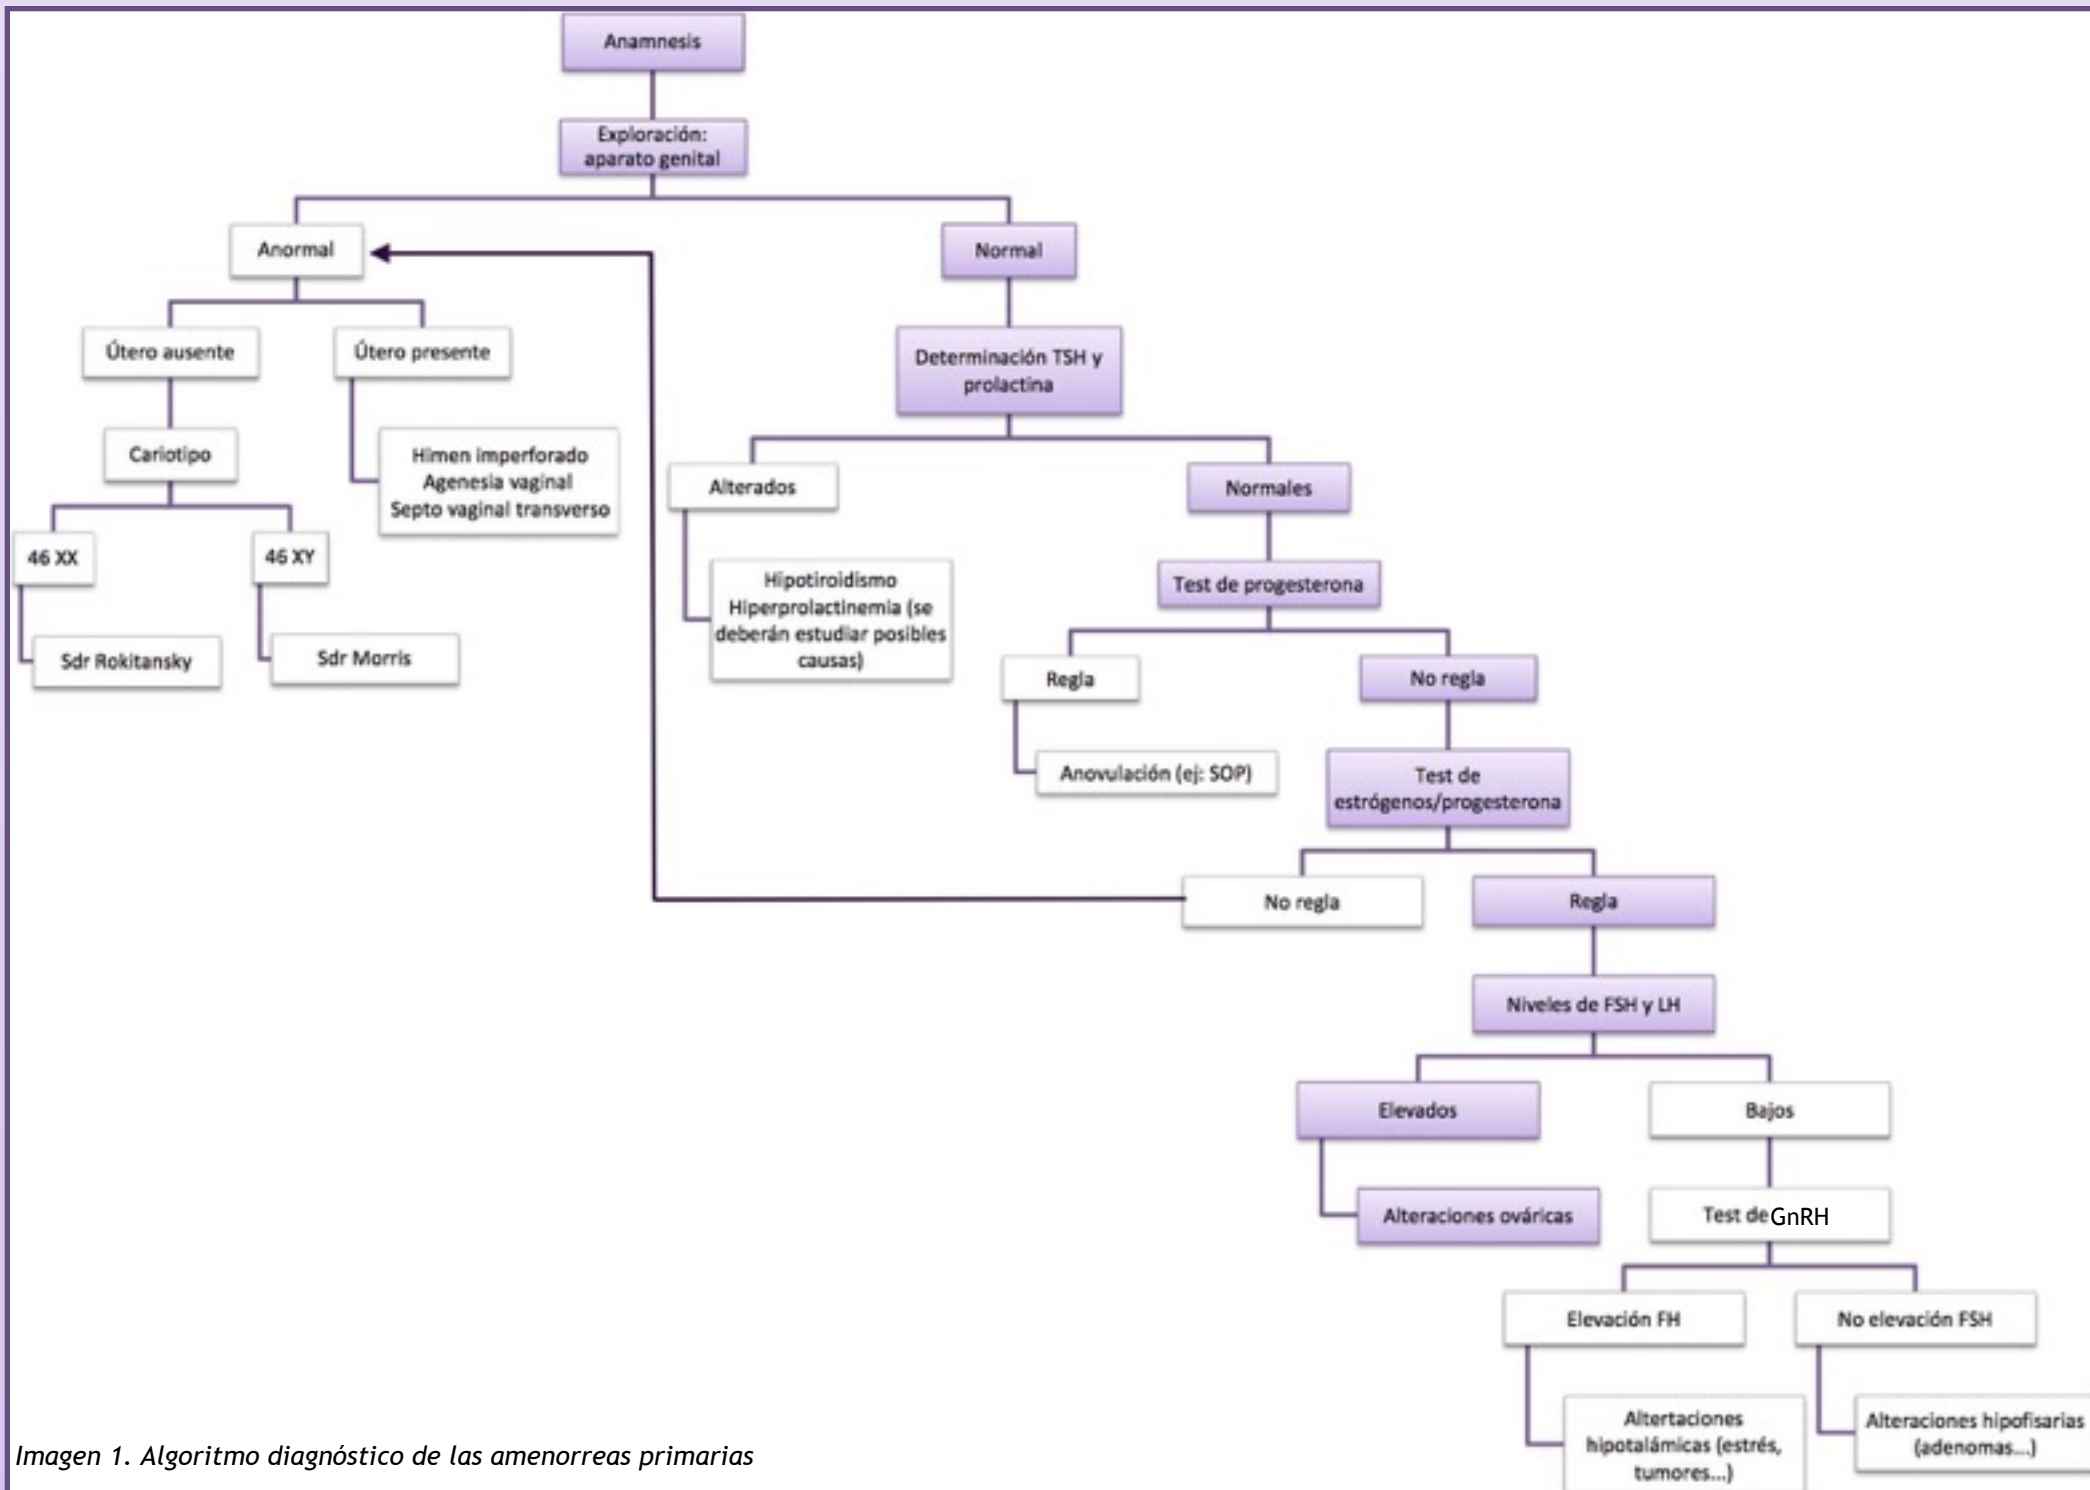 Anamnesis
Exploración:
aparato genital
Anormal
Normal
Útero ausente
Útero presente
Determinación TSH y
prolactina
Cariotipo
Himen imperforado
Agenesia vaginal
Septo vaginal transverso
Alterados
Normales
46 XX
46 XY
Hipotiroidismo
Hiperprolactinemia (se
deberán estudiar posibles
causas)
Test de progesterona
Sdr Rokitansky
Sdr Morris
Regla
No regla
Anovulación (ej: SOP)
Test de
estrógenos/progesterona
No regla
Regla
Niveles de FSH y LH
Elevados
Bajos
Alteraciones ováricas
Test de GnRH
Elevación FH
No elevación FSH
Altertaciones
hipotalámicas (estrés,
tumores...)
Alteraciones hipofisarias
(adenomas...)
Imagen 1. Algoritmo diagnóstico de las amenorreas primarias